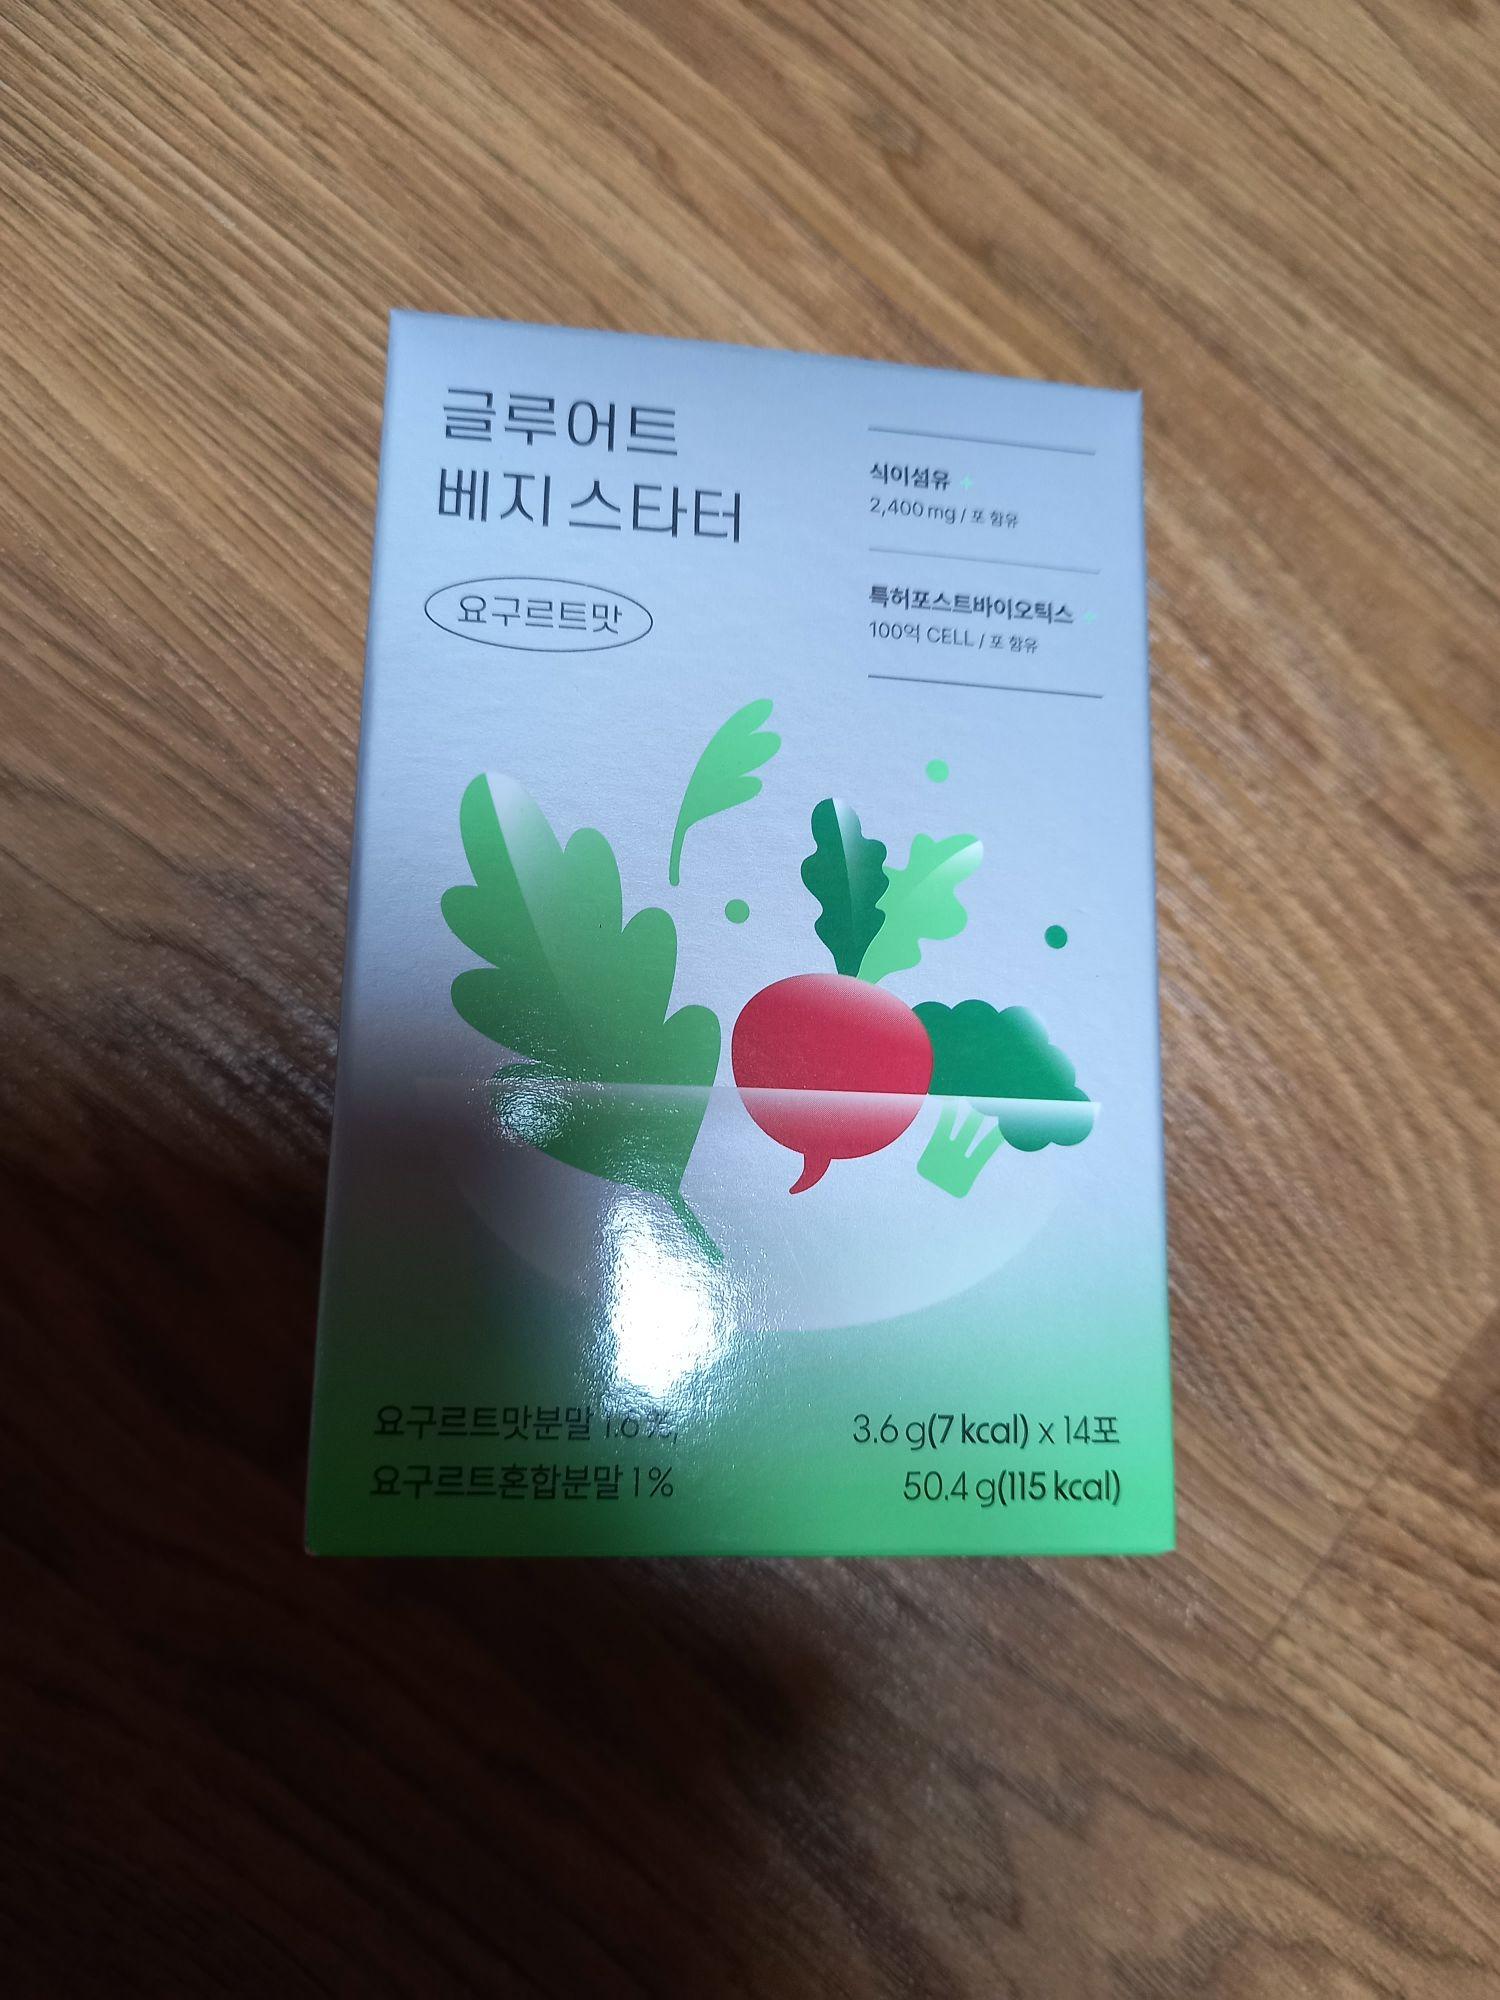 글루어트
베지 스타터
요구르트맛
식이섬유
2,400 mg / 포 함유
특허포스트바이오틱스
100억 CELL / 포 함유
요구르트맛분말 1.6%,
요구르트혼합분말 1%
3.6 g(7 kcal) x 14포
50.4 g(115 kcal)